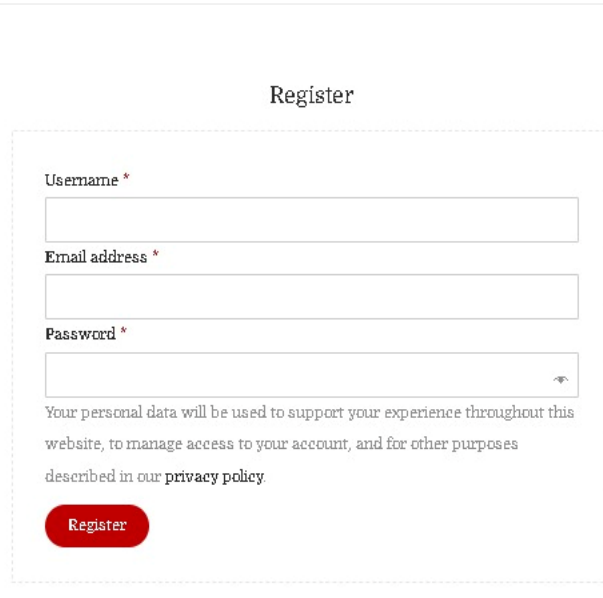 Register
Username *
Email address *
Password *
Your personal data will be used to support your experience throughout this
website, to manage access to your account, and for other purposes
described in our privacy policy.
Register